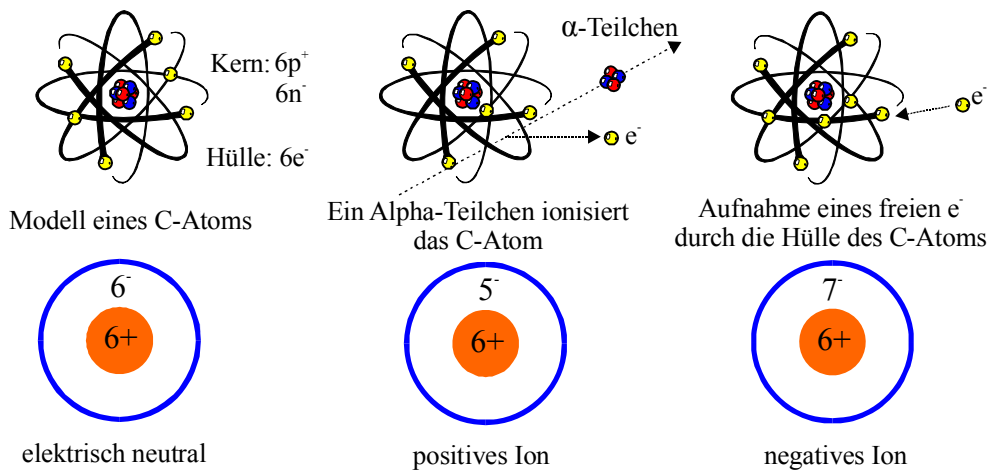 Kern: 6p⁺
6n⁻
Hülle: 6e⁻
Modell eines C-Atoms
α-Teilchen
e⁻
Ein Alpha-Teilchen ionisiert
das C-Atom
e⁻
Aufnahme eines freien e⁻
durch die Hülle des C-Atoms
6⁻
6+
elektrisch neutral
5⁻
6+
positives Ion
7⁻
6+
negatives Ion